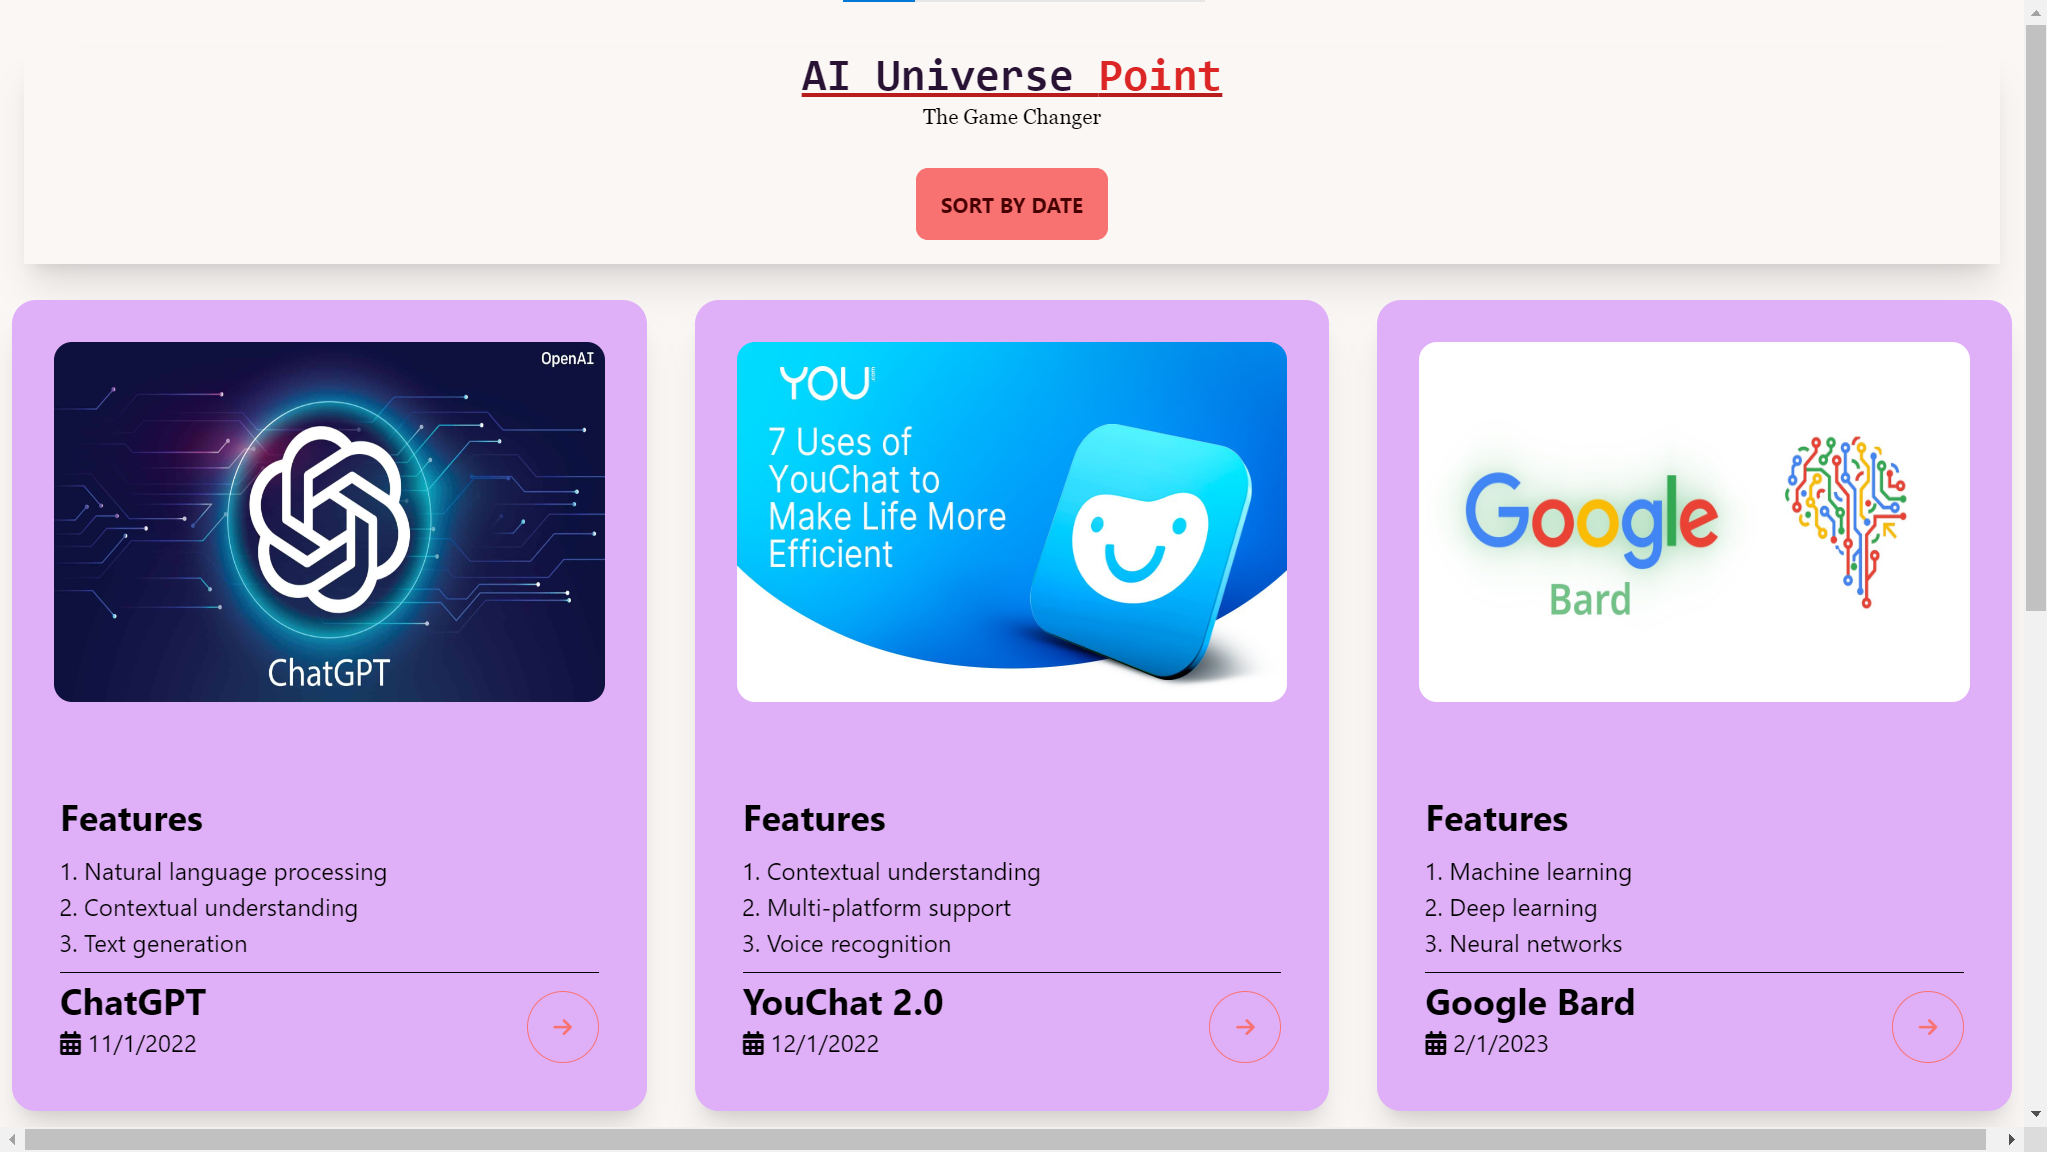 AI Universe Point
The Game Changer
SORT BY DATE
OpenAI
ChatGPT
Features
1. Natural language processing
2. Contextual understanding
3. Text generation
ChatGPT
11/1/2022
YOU.com
7 Uses of
YouChat to
Make Life More
Efficient
Features
1. Contextual understanding
2. Multi-platform support
3. Voice recognition
YouChat 2.0
12/1/2022
Google
Bard
Features
1. Machine learning
2. Deep learning
3. Neural networks
Google Bard
2/1/2023